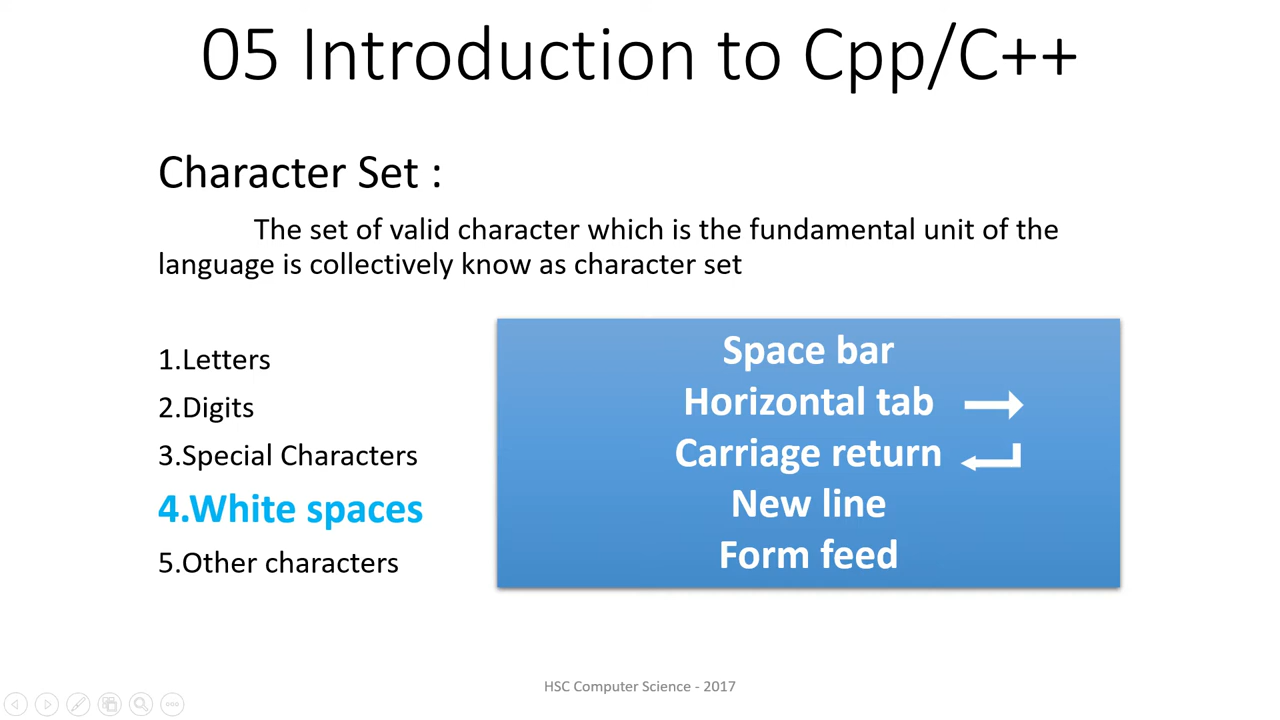 05 Introduction to Cpp/C++
Character Set :
The set of valid character which is the fundamental unit of the
language is collectively know as character set
1.Letters
2.Digits
3.Special Characters
4.White spaces
5.Other characters
Space bar
Horizontal tab
Carriage return
New line
Form feed
HSC Computer Science - 2017